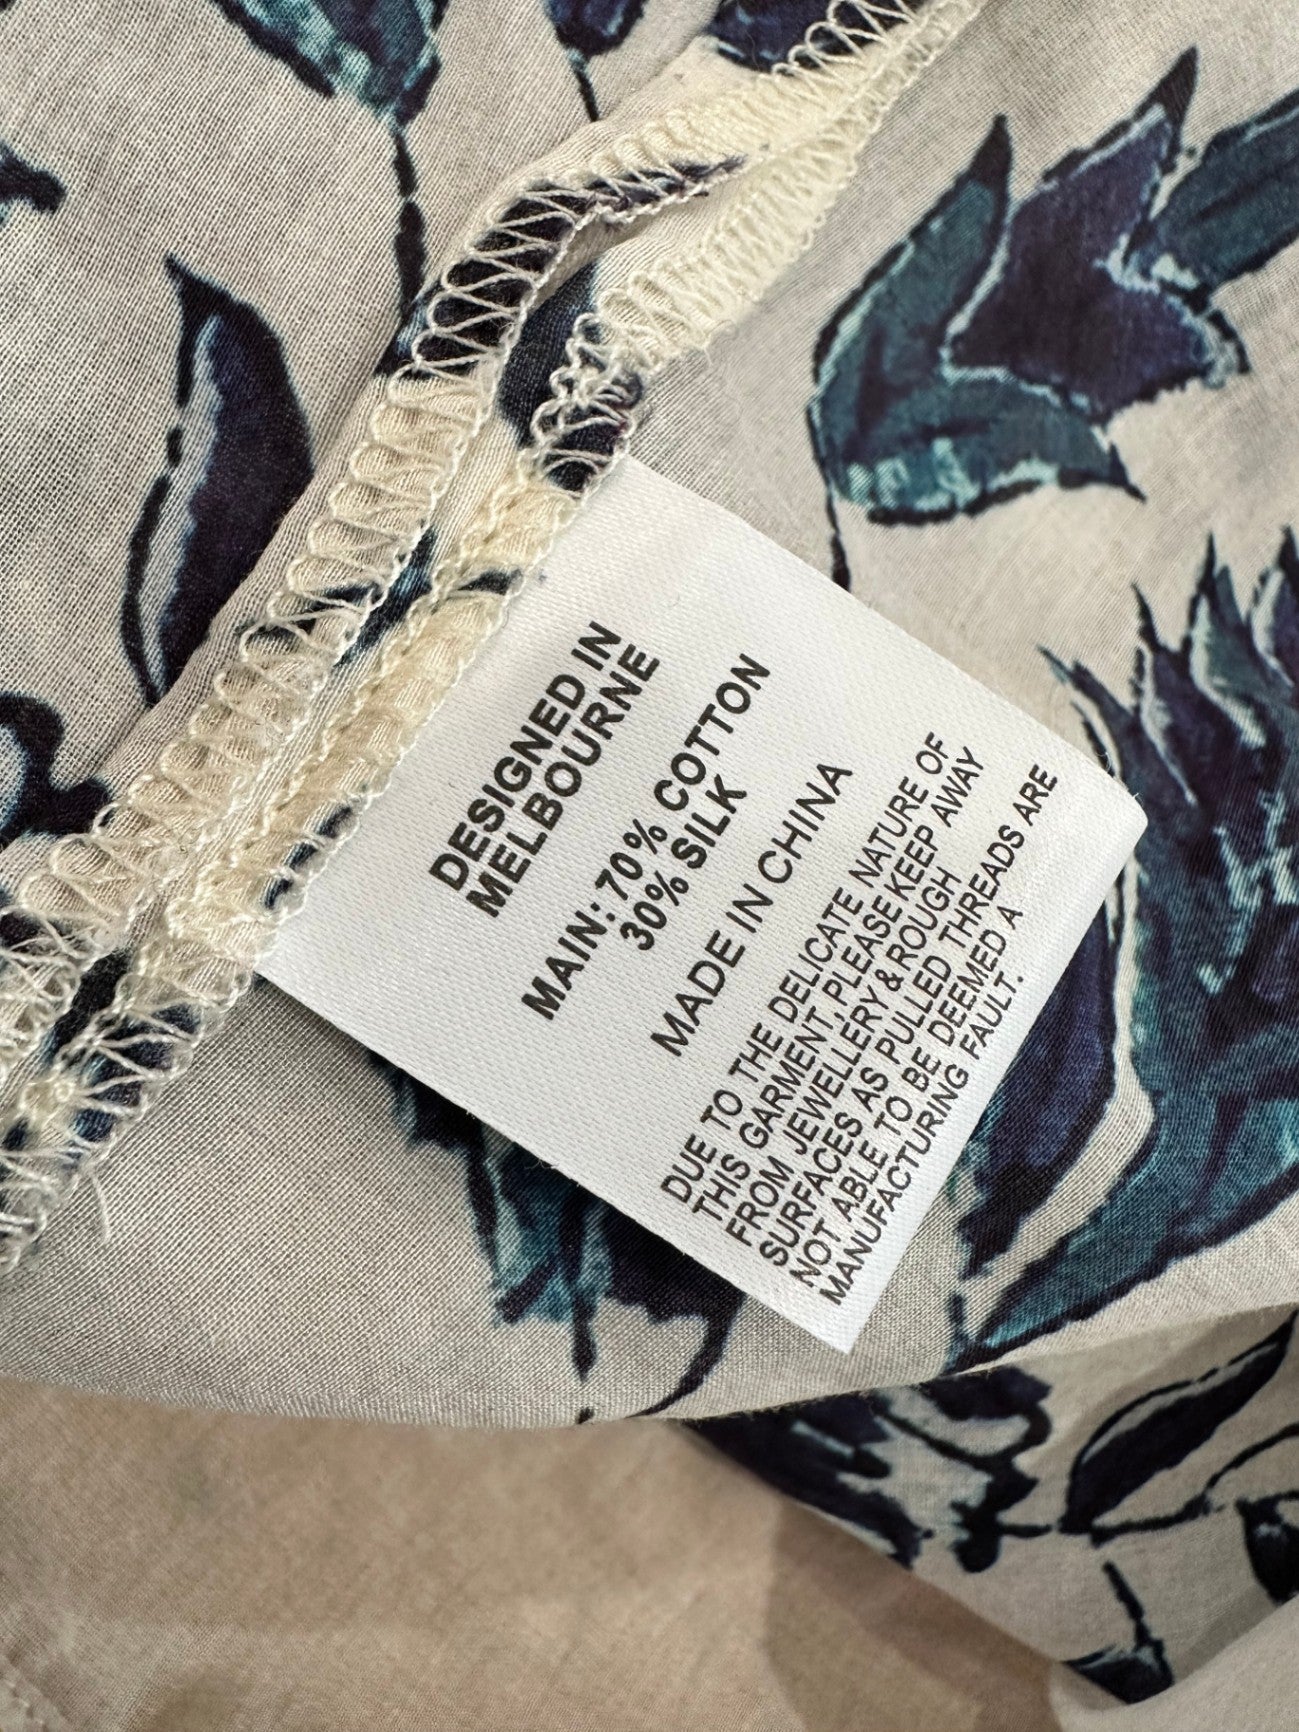 DESIGNED IN
MELBOURNE
MAIN: 70% COTTON
30% SILK
MADE IN CHINA
DUE TO THE DELICATE NATURE OF
THIS GARMENT, PLEASE KEEP AWAY
FROM JEWELLERY & ROUGH
SURFACES AS PULLED THREADS ARE
NOT ABLE TO BE DEEMED A
MANUFACTURING FAULT.